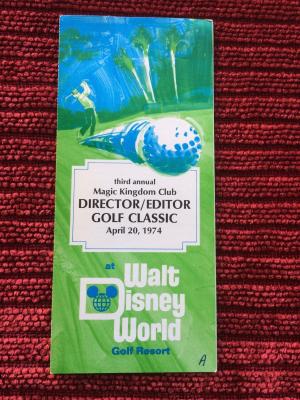 third annual
Magic Kingdom Club
DIRECTOR/EDITOR
GOLF CLASSIC
April 20, 1974
at Walt
Disney
World
Golf Resort
A